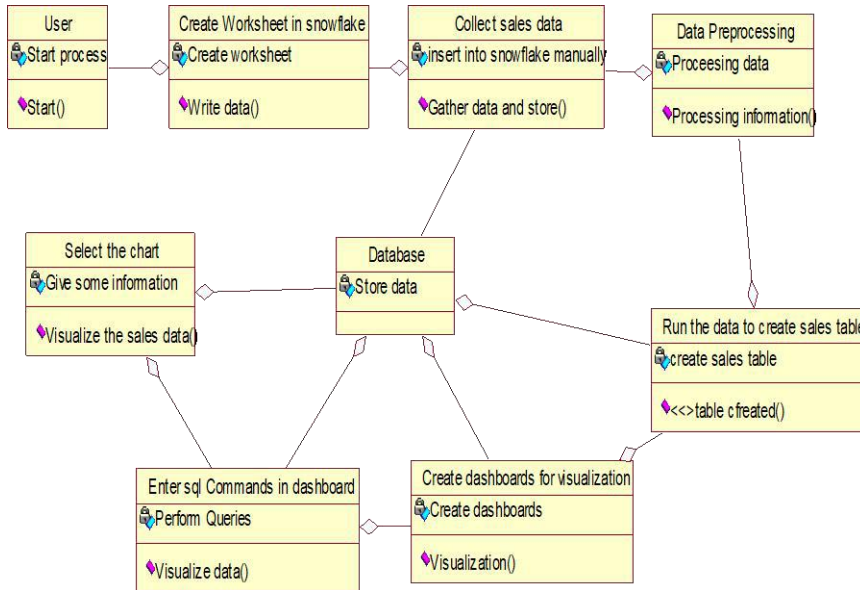 User
Start process
Start()
Create Worksheet in snowflake
Create worksheet
Write data()
Collect sales data
insert into snowflake manually
Gather data and store()
Data Preprocessing
Proceesing data
Processing information()
Select the chart
Give some information
Visualize the sales data()
Database
Store data
Run the data to create sales table
create sales table
<<>table cfreated()
Enter sql Commands in dashboard
Perform Queries
Visualize data()
Create dashboards for visualization
Create dashboards
Visualization()